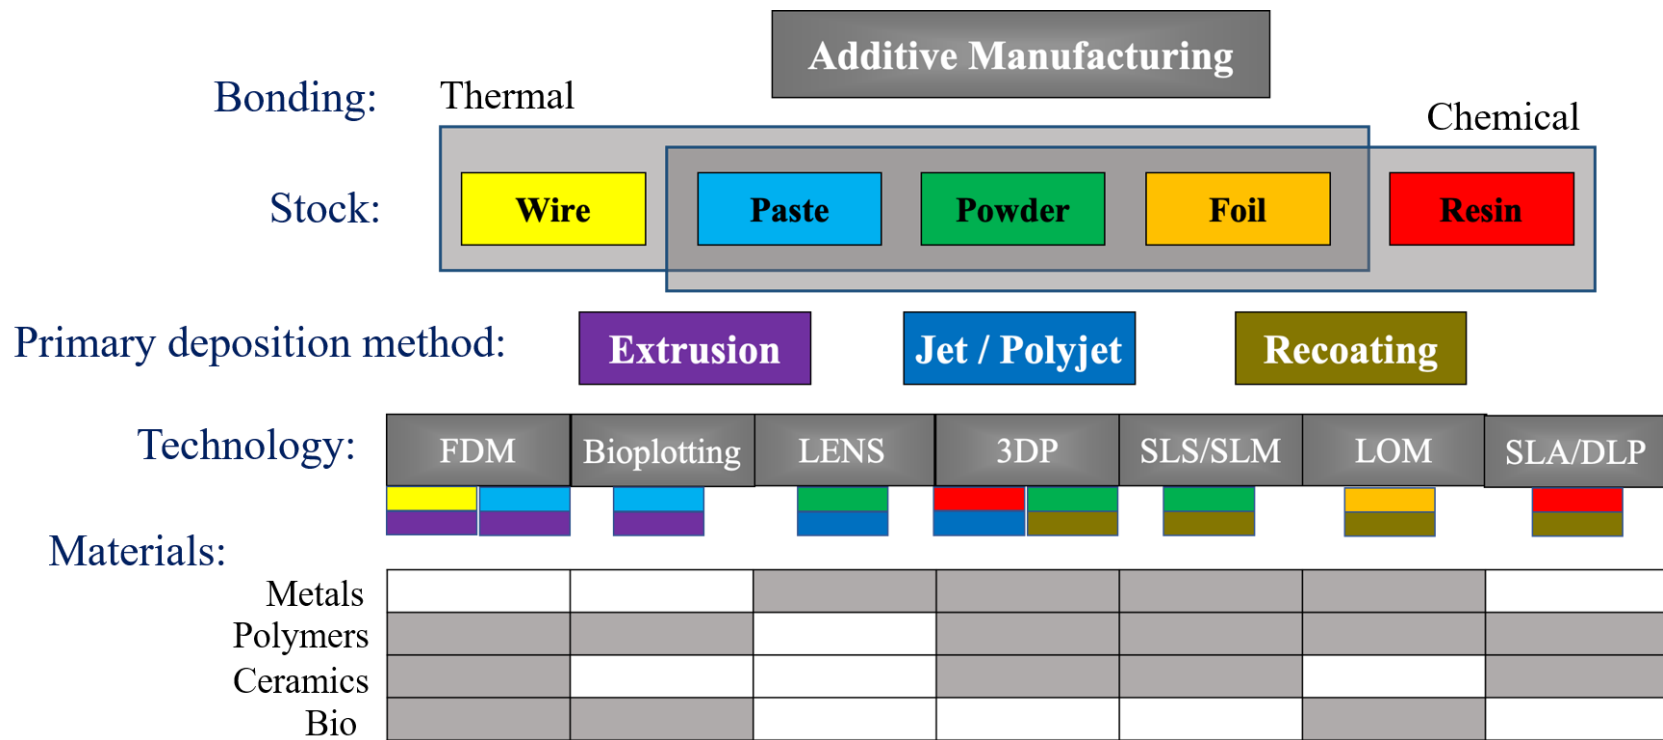 Additive Manufacturing
Bonding:
Thermal
Chemical
Stock:
Wire
Paste
Powder
Foil
Resin
Primary deposition method:
Extrusion
Jet / Polyjet
Recoating
Technology:
FDM
Bioplotting
LENS
3DP
SLS/SLM
LOM
SLA/DLP
Materials:
Metals
Polymers
Ceramics
Bio